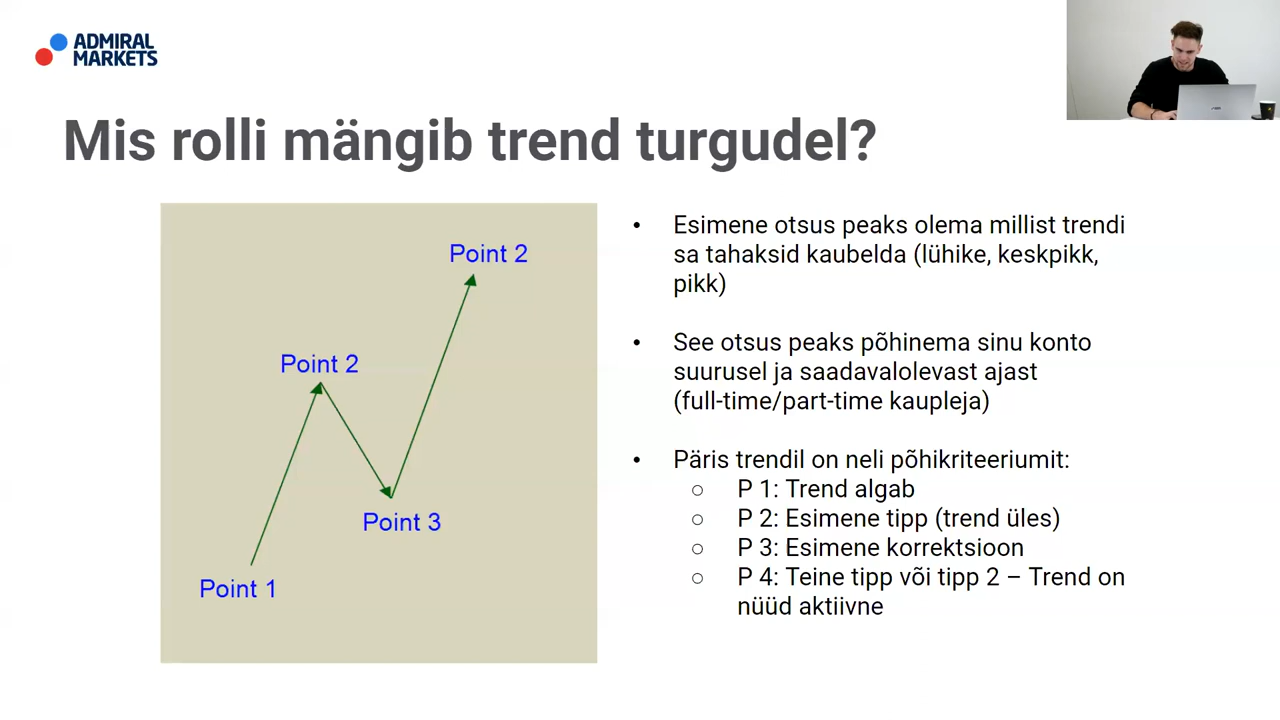 ADMIRAL
MARKETS
Mis rolli mängib trend turgudel?
Point 2
Point 2
Point 3
Point 1
• Esimene otsus peaks olema millist trendi
sa tahaksid kaubelda (lühike, keskpikk,
pikk)
• See otsus peaks põhinema sinu konto
suurusel ja saadavalolevast ajast
(full-time/part-time kaupleja)
• Päris trendil on neli põhikriteeriumit:
○ P 1: Trend algab
○ P 2: Esimene tipp (trend üles)
○ P 3: Esimene korrektsioon
○ P 4: Teine tipp või tipp 2 – Trend on
nüüd aktiivne